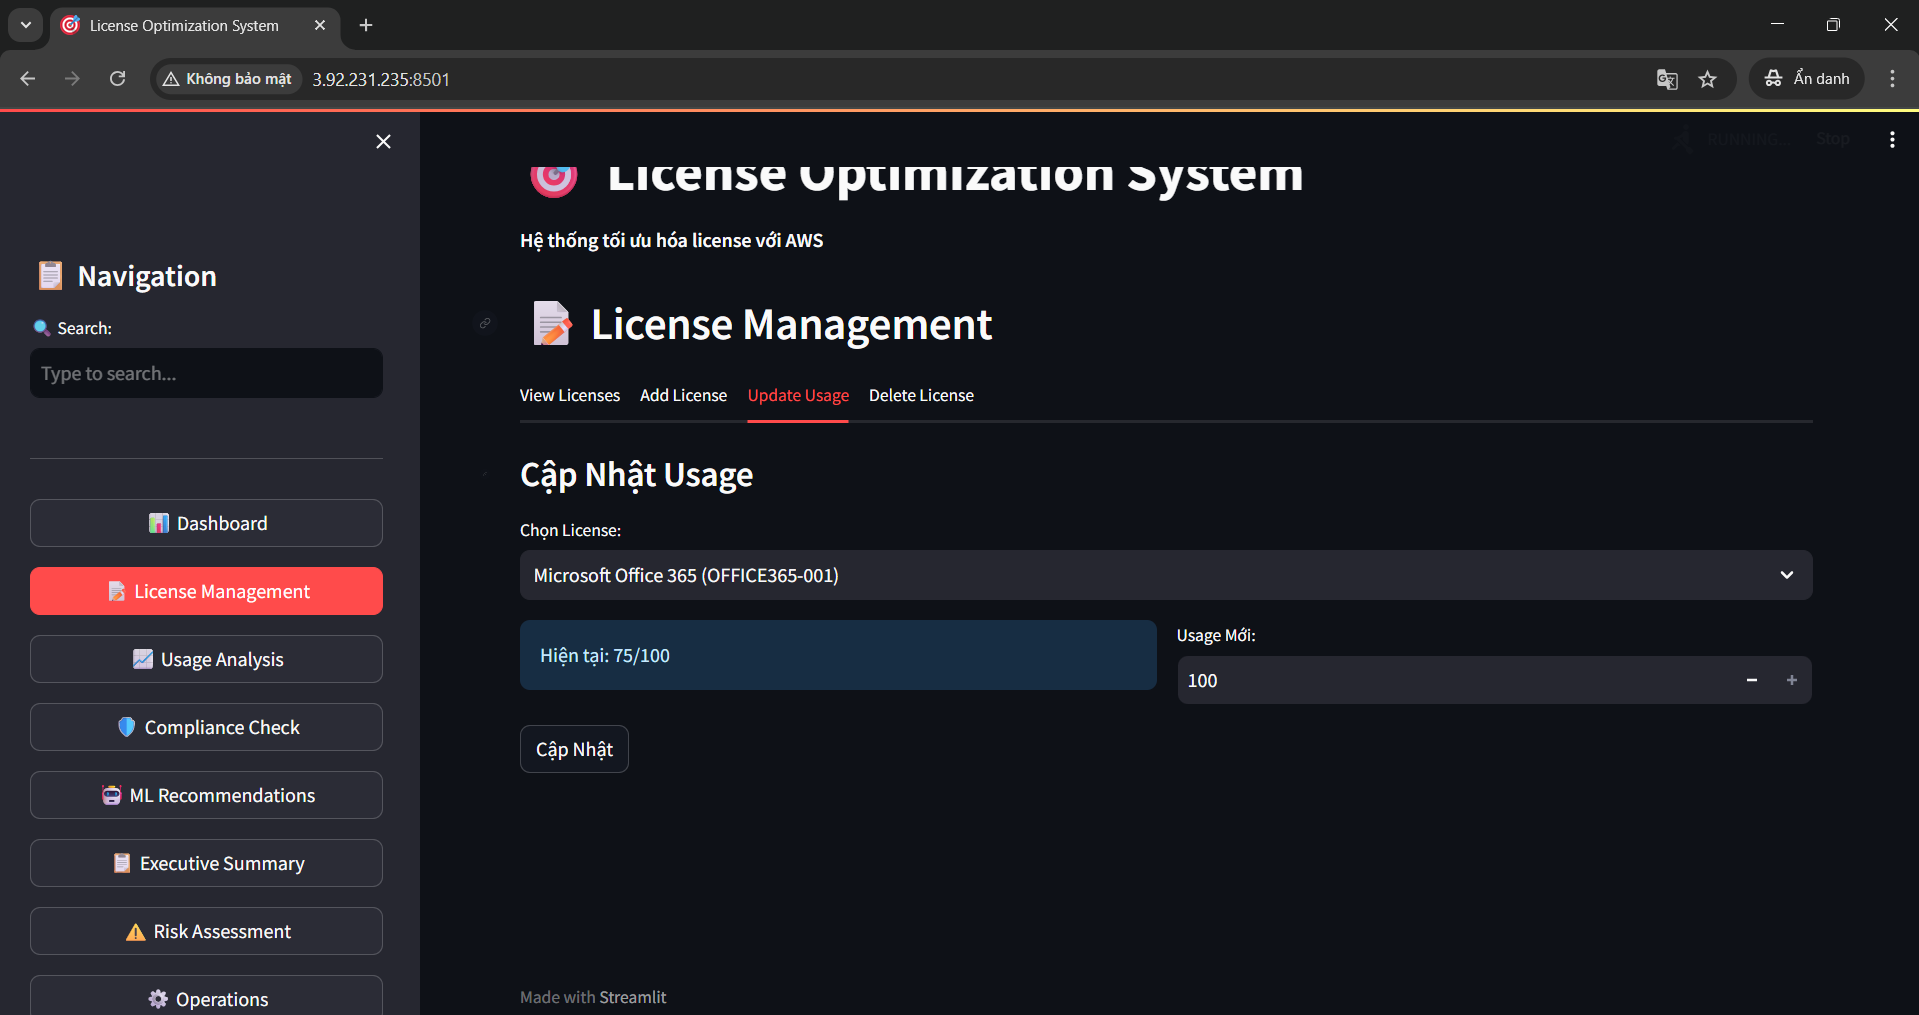 License Optimization System
Không bảo mật
3.92.231.235:8501
Ẩn danh
RUNNING...
Stop
Navigation
Search:
Type to search...
Dashboard
License Management
Usage Analysis
Compliance Check
ML Recommendations
Executive Summary
Risk Assessment
Operations
License Optimization System
Hệ thống tối ưu hóa license với AWS
License Management
View Licenses
Add License
Update Usage
Delete License
Cập Nhật Usage
Chọn License:
Microsoft Office 365 (OFFICE365-001)
Hiện tại: 75/100
Usage Mới:
100
Cập Nhật
Made with Streamlit